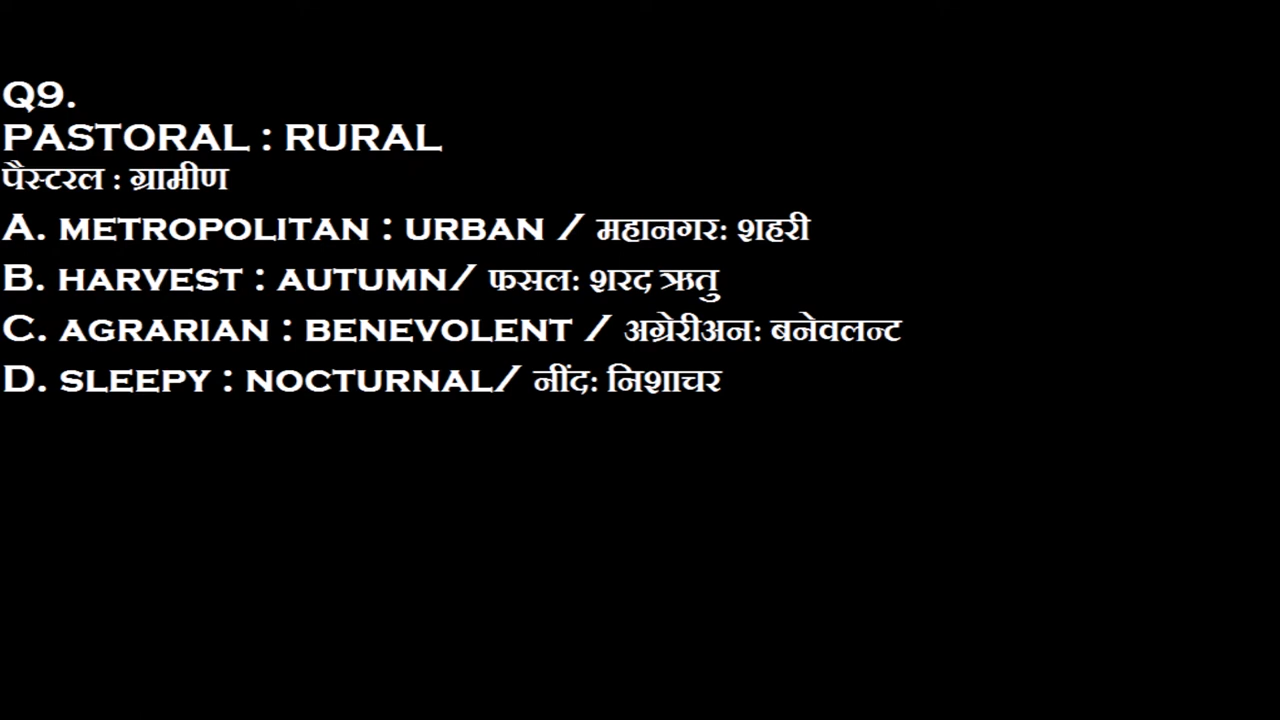 Q9.
PASTORAL : RURAL
पैस्टरल : ग्रामीण
A. METROPOLITAN : URBAN / महानगर: शहरी
B. HARVEST : AUTUMN/ फसल: शरद ऋतु
C. AGRARIAN : BENEVOLENT / अग्रेरीअन: बनेवलन्ट
D. SLEEPY : NOCTURNAL/ नींद: निशाचर